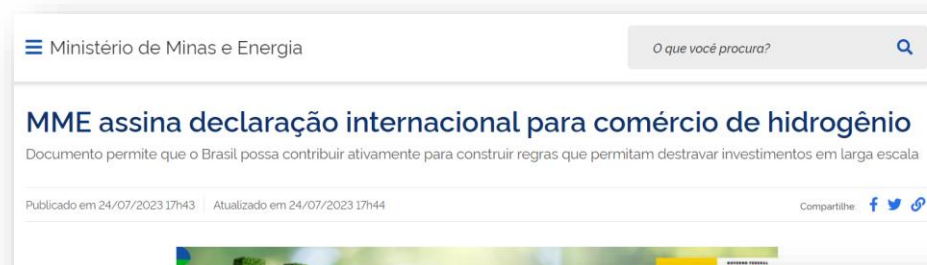 Ministério de Minas e Energia
O que você procura?
MME assina declaração internacional para comércio de hidrogênio
Documento permite que o Brasil possa contribuir ativamente para construir regras que permitam destravar investimentos em larga escala
Publicado em 24/07/2023 17h43 Atualizado em 24/07/2023 17h44
Compartilhe:
GOVERNO FEDERAL